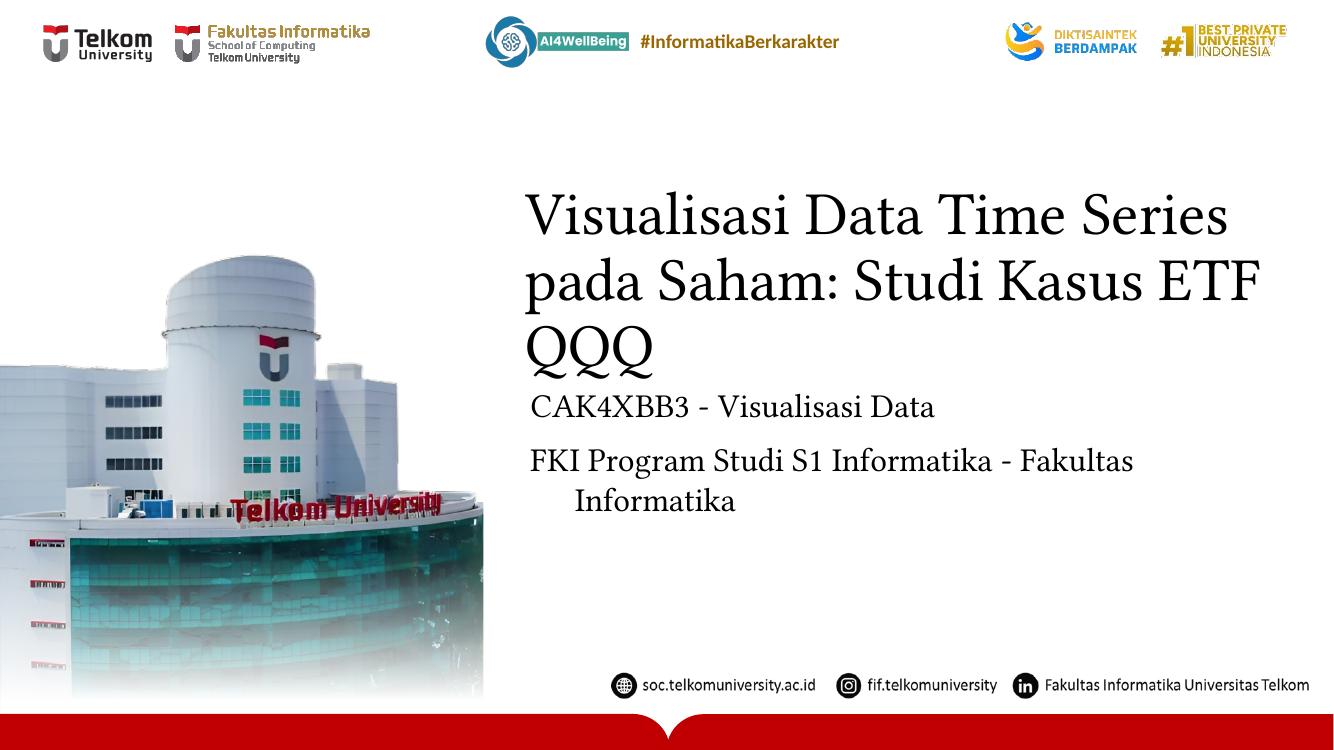 Telkom University
Fakultas Informatika
School of Computing
Telkom University
AI4WellBeing
#InformatikaBerkarakter
DIKTISAINTEK
BERDAMPAK
#1 BEST PRIVATE
UNIVERSITY
INDONESIA
Visualisasi Data Time Series
pada Saham: Studi Kasus ETF
QQQ
CAK4XBB3 - Visualisasi Data
FKI Program Studi S1 Informatika - Fakultas
Informatika
Telkom University
soc.telkomuniversity.ac.id
fif.telkomuniversity
in
Fakultas Informatika Universitas Telkom